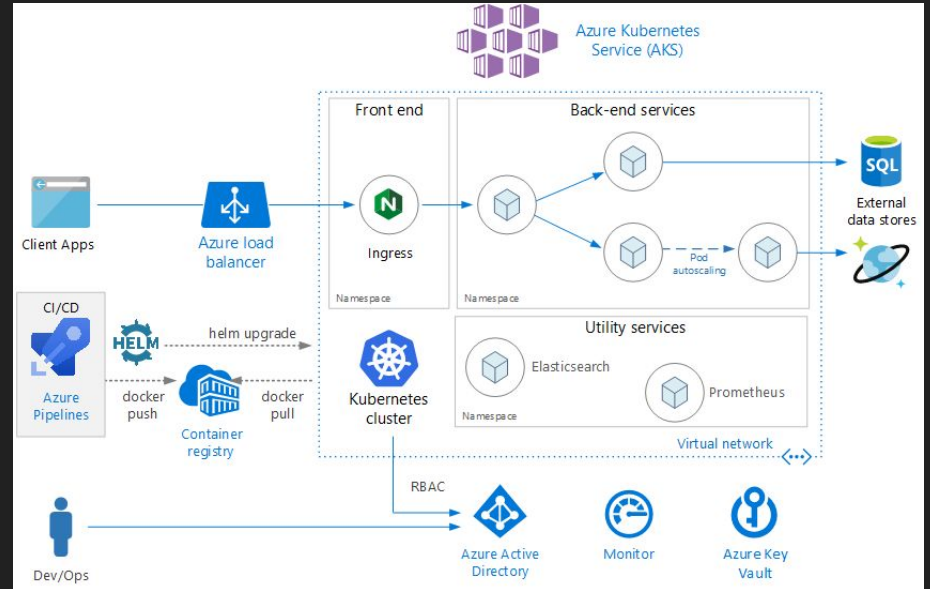 Azure Kubernetes
Service (AKS)
Front end
Back-end services
SQL
External
data stores
Client Apps
Azure load
balancer
N
Ingress
Pod
autoscaling
Namespace
Namespace
CI/CD
HELM
helm upgrade
Azure
Pipelines
docker
push
docker
pull
Container
registry
Kubernetes
cluster
Utility services
Elasticsearch
Prometheus
Namespace
Virtual network
RBAC
Dev/Ops
Azure Active
Directory
Monitor
Azure Key
Vault